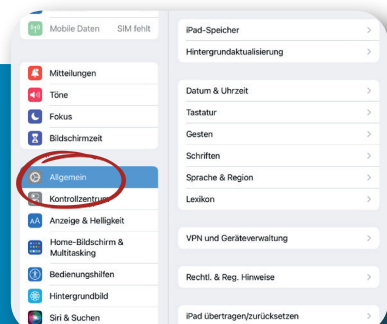 Mobile Daten SIM fehlt
Mitteilungen
Töne
Fokus
Bildschirmzeit
Allgemein
Kontrollzentrum
Anzeige & Helligkeit
Home-Bildschirm &
Multitasking
Bedienungshilfen
Hintergrundbild
Siri & Suchen
iPad-Speicher
Hintergrundaktualisierung
Datum & Uhrzeit
Tastatur
Gesten
Schriften
Sprache & Region
Lexikon
VPN und Geräteverwaltung
Rechtl. & Reg. Hinweise
iPad übertragen/zurücksetzen